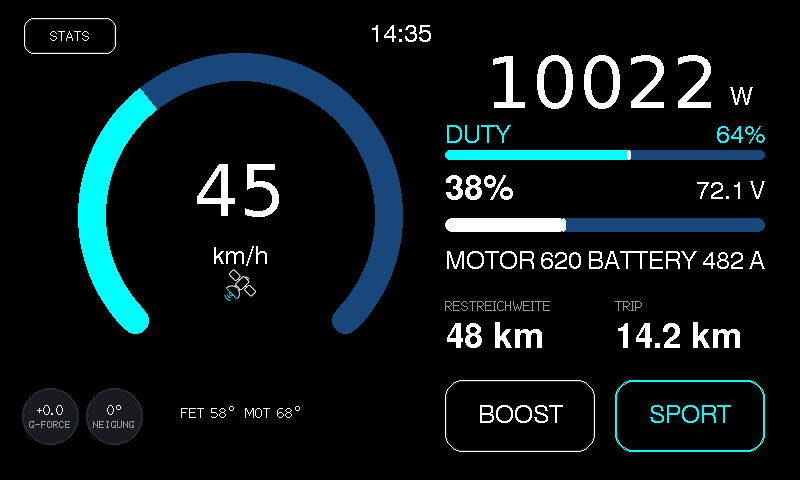 STATS
14:35
10022 W
DUTY 64%
38% 72.1 V
MOTOR 620 BATTERY 482 A
45
km/h
RESTREICHWEITE TRIP
48 km 14.2 km
+0.0
G-FORCE
0°
NEIGUNG
FET 58° MOT 68°
BOOST SPORT